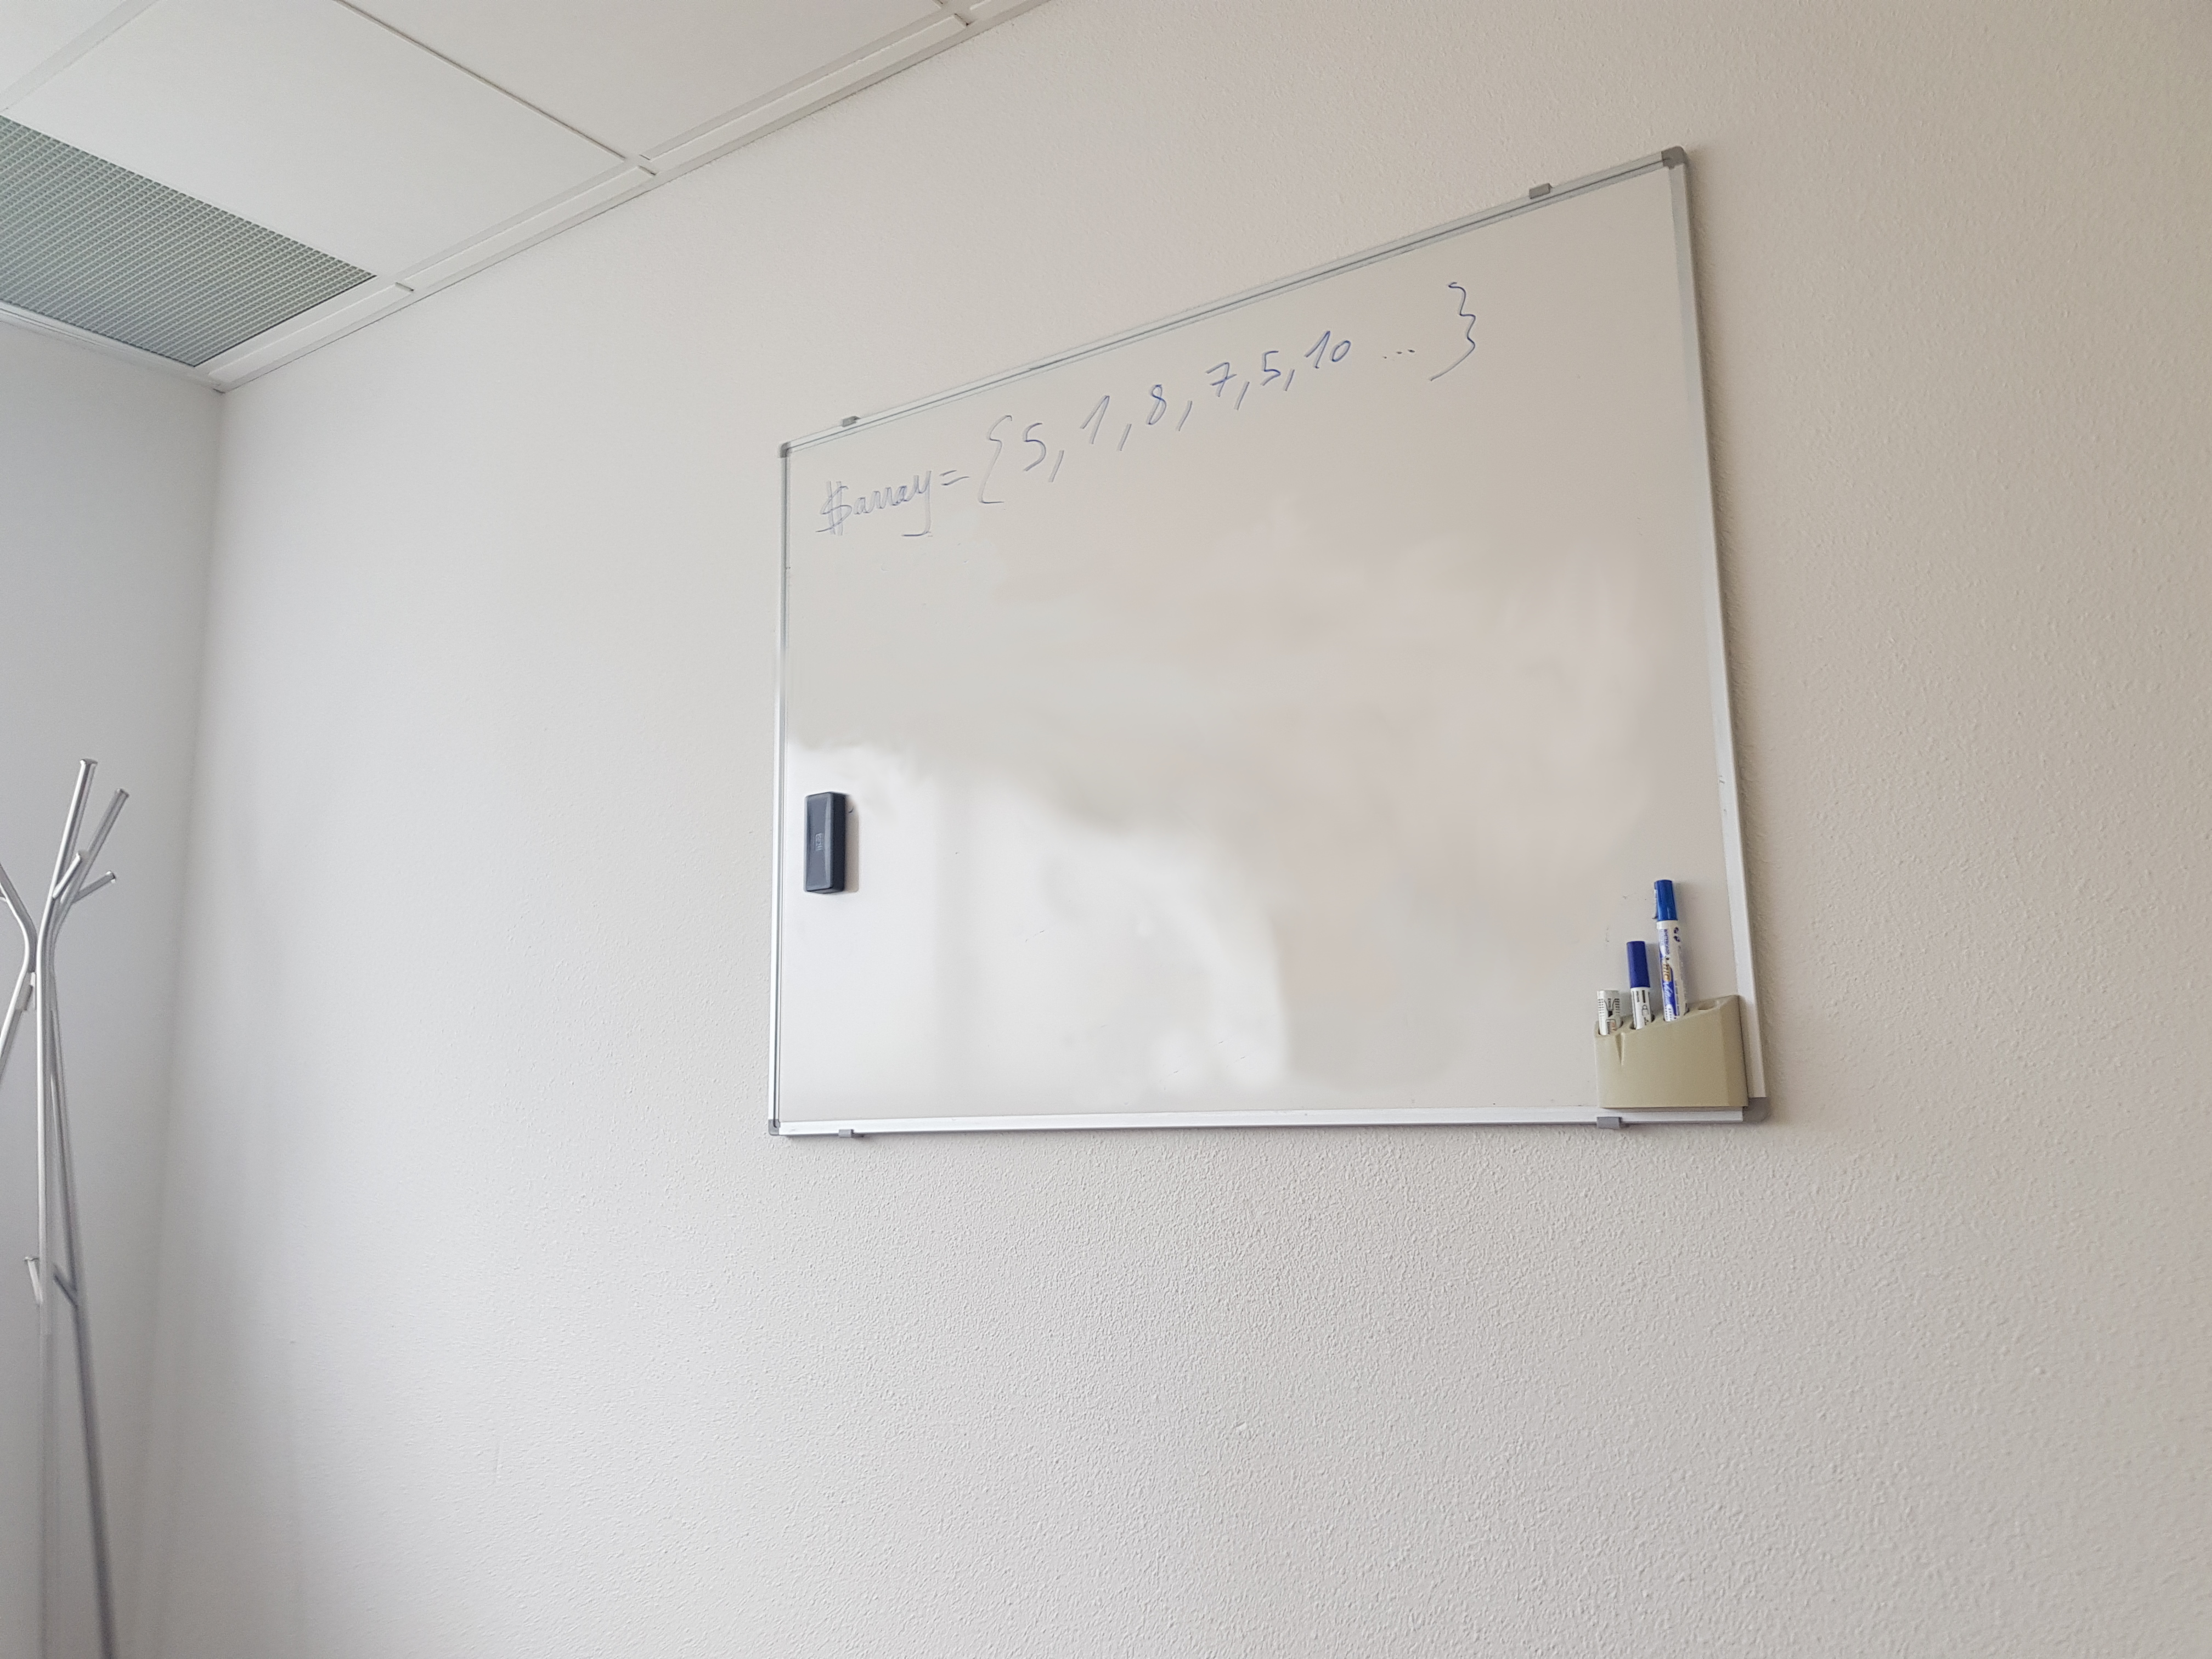 $array={5, 1, 8, 7, 5, 10 ... }